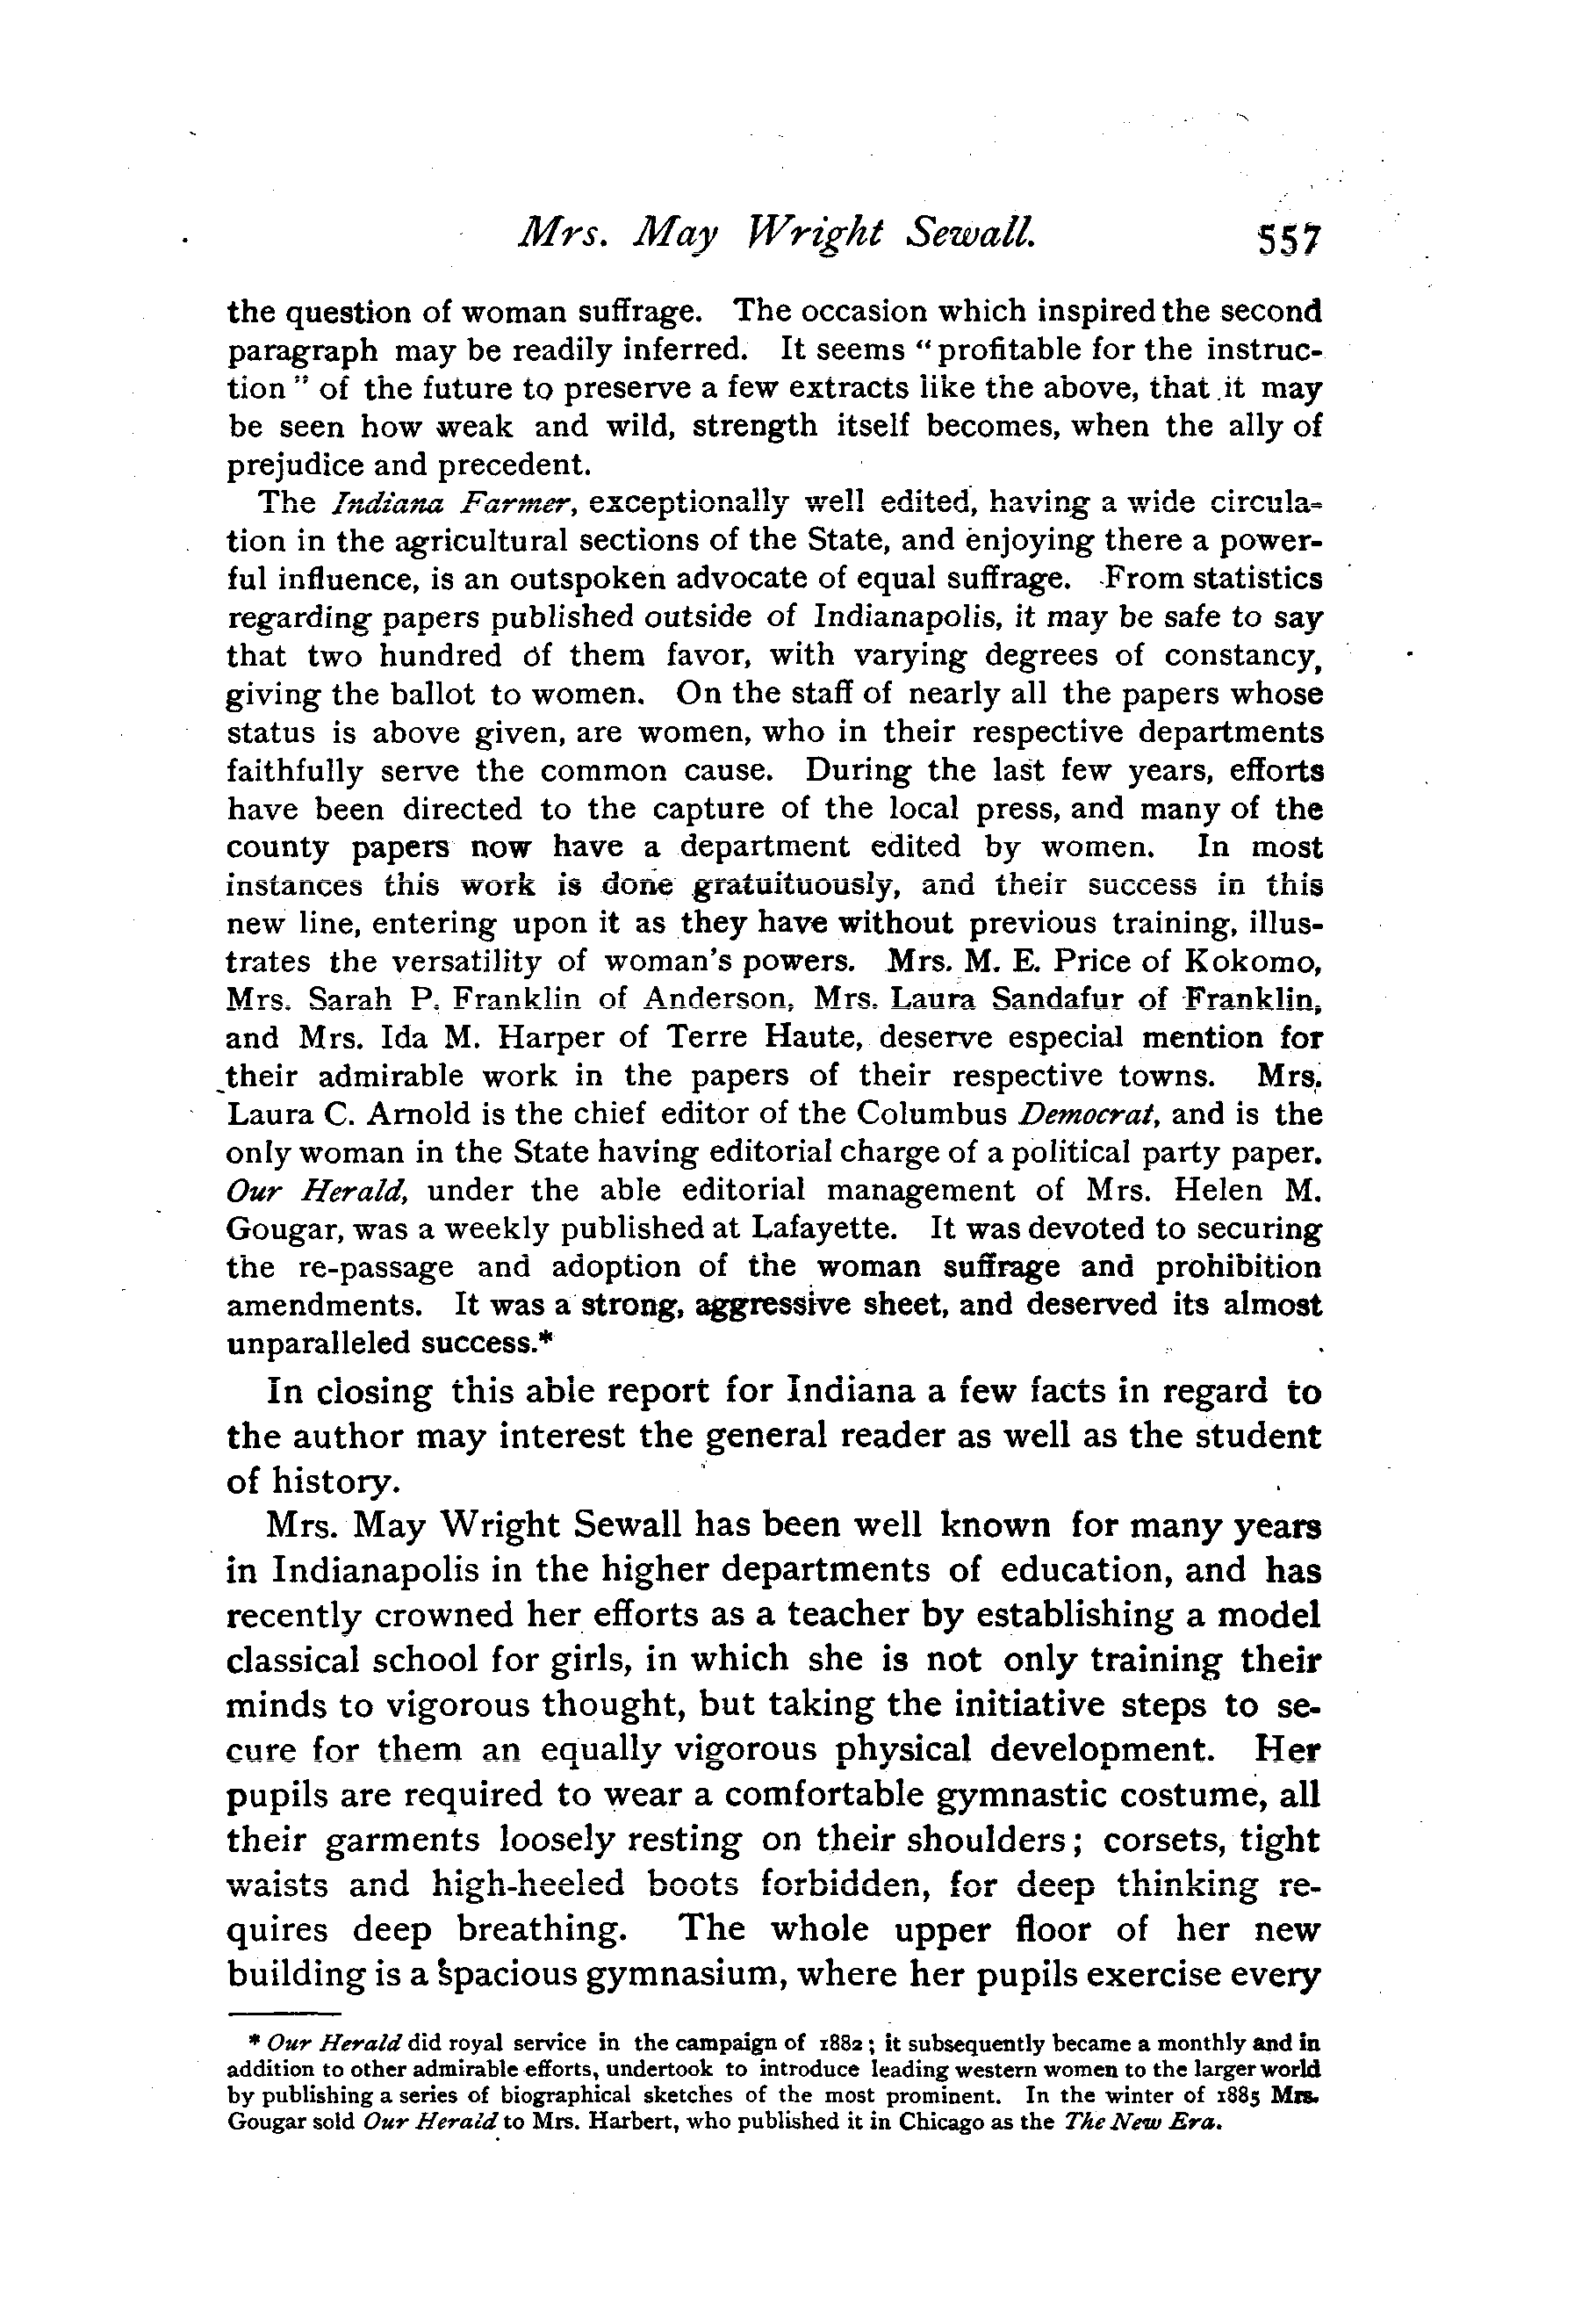 Mrs. May Wright Sewall. 557
the question of woman suffrage. The occasion which inspired the second
paragraph may be readily inferred. It seems “profitable for the instruc-
tion” of the future to preserve a few extracts like the above, that it may
be seen how weak and wild, strength itself becomes, when the ally of
prejudice and precedent.
The Indiana Farmer, exceptionally well edited, having a wide circula-
tion in the agricultural sections of the State, and enjoying there a power-
ful influence, is an outspoken advocate of equal suffrage. From statistics
regarding papers published outside of Indianapolis, it may be safe to say
that two hundred of them favor, with varying degrees of constancy,
giving the ballot to women. On the staff of nearly all the papers whose
status is above given, are women, who in their respective departments
faithfully serve the common cause. During the last few years, efforts
have been directed to the capture of the local press, and many of the
county papers now have a department edited by women. In most
instances this work is done gratuituously, and their success in this
new line, entering upon it as they have without previous training, illus-
trates the versatility of woman's powers. Mrs. M. E. Price of Kokomo,
Mrs. Sarah P. Franklin of Anderson, Mrs. Laura Sandafur of Franklin,
and Mrs. Ida M. Harper of Terre Haute, deserve especial mention for
their admirable work in the papers of their respective towns. Mrs.
Laura C. Arnold is the chief editor of the Columbus Democrat, and is the
only woman in the State having editorial charge of a political party paper.
Our Herald, under the able editorial management of Mrs. Helen M.
Gougar, was a weekly published at Lafayette. It was devoted to securing
the re-passage and adoption of the woman suffrage and prohibition
amendments. It was a strong, aggressive sheet, and deserved its almost
unparalleled success.*
In closing this able report for Indiana a few facts in regard to
the author may interest the general reader as well as the student
of history.
Mrs. May Wright Sewall has been well known for many years
in Indianapolis in the higher departments of education, and has
recently crowned her efforts as a teacher by establishing a model
classical school for girls, in which she is not only training their
minds to vigorous thought, but taking the initiative steps to se-
cure for them an equally vigorous physical development. Her
pupils are required to wear a comfortable gymnastic costume, all
their garments loosely resting on their shoulders; corsets, tight
waists and high-heeled boots forbidden, for deep thinking re-
quires deep breathing. The whole upper floor of her new
building is a spacious gymnasium, where her pupils exercise every
* Our Herald did royal service in the campaign of 1882; it subsequently became a monthly and in
addition to other admirable efforts, undertook to introduce leading western women to the larger world
by publishing a series of biographical sketches of the most prominent. In the winter of 1885 Mrs.
Gougar sold Our Herald to Mrs. Harbert, who published it in Chicago as the The New Era.